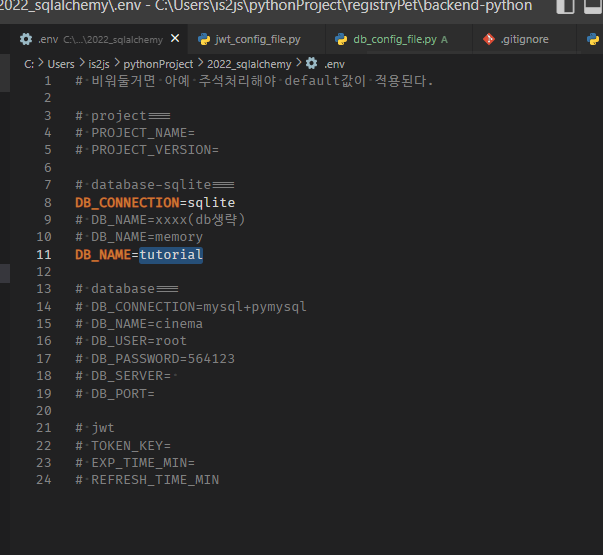 2022_sqlalchemy\.env - C:\Users\is2js\pythonProject\registryPet\backend-python
.env C:\...\2022_sqlalchemy
jwt_config_file.py
db_config_file.py A
.gitignore
C: > Users > is2js > pythonProject > 2022_sqlalchemy > .env
1 # 비워둘거면 아예 주석처리해야 default값이 적용된다.
2
3 # project===
4 # PROJECT_NAME=
5 # PROJECT_VERSION=
6
7 # database-sqlite===
8 DB_CONNECTION=sqlite
9 # DB_NAME=xxxx(db생략)
10 # DB_NAME=memory
11 DB_NAME=tutorial
12
13 # database===
14 # DB_CONNECTION=mysql+pymysql
15 # DB_NAME=cinema
16 # DB_USER=root
17 # DB_PASSWORD=564123
18 # DB_SERVER=
19 # DB_PORT=
20
21 # jwt
22 # TOKEN_KEY=
23 # EXP_TIME_MIN=
24 # REFRESH_TIME_MIN